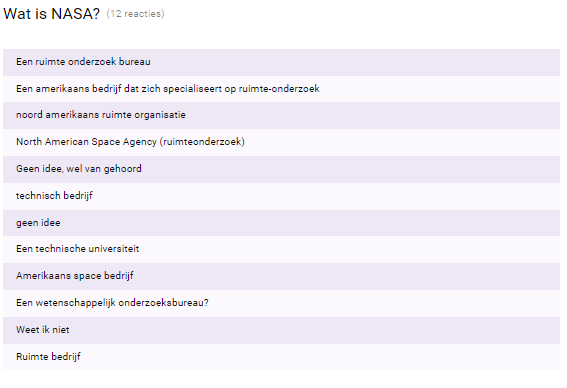 Wat is NASA? (12 reacties)
Een ruimte onderzoek bureau
Een amerikaans bedrijf dat zich specialiseert op ruimte-onderzoek
noord amerikaans ruimte organisatie
North American Space Agency (ruimteonderzoek)
Geen idee, wel van gehoord
technisch bedrijf
geen idee
Een technische universiteit
Amerikaans space bedrijf
Een wetenschappelijk onderzoeksbureau?
Weet ik niet
Ruimte bedrijf